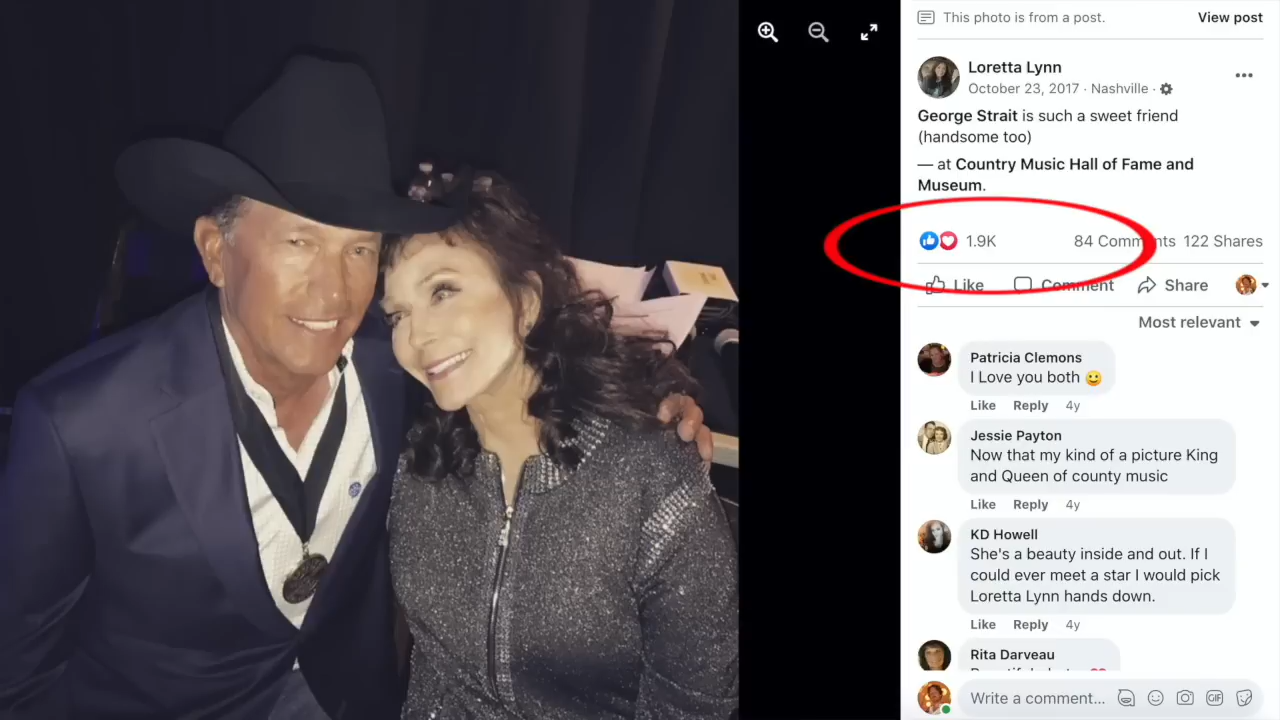 This photo is from a post.
View post
Loretta Lynn
October 23, 2017 · Nashville ·
George Strait is such a sweet friend
(handsome too)
— at Country Music Hall of Fame and
Museum.
1.9K
84 Comments 122 Shares
Like Comment Share
Most relevant
Patricia Clemons
I Love you both 😀
Like Reply 4y
Jessie Payton
Now that my kind of a picture King
and Queen of county music
Like Reply 4y
KD Howell
She's a beauty inside and out. If I
could ever meet a star I would pick
Loretta Lynn hands down.
Like Reply 4y
Rita Darveau
Write a comment...
GIF